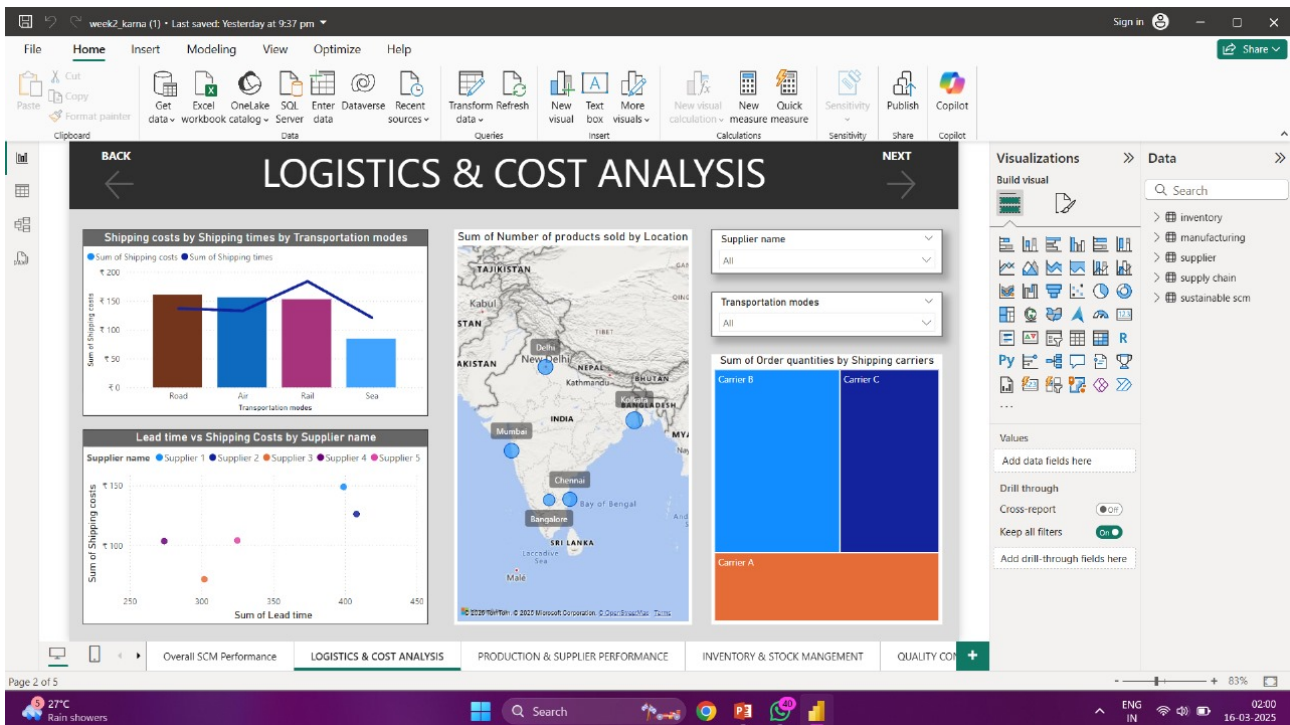 week2_karna (1) • Last saved: Yesterday at 9:37 pm
Sign in
File Home Insert Modeling View Optimize Help
Share
Paste
Cut
Copy
Format painter
Clipboard
Get data
Excel workbook
OneLake catalog
SQL Server
Enter data
Dataverse
Recent sources
Data
Transform data
Refresh
Queries
New visual
Text box
More visuals
Insert
New visual calculation
New measure
Quick measure
Calculations
Sensitivity
Sensitivity
Publish
Share
Copilot
Copilot
BACK
LOGISTICS & COST ANALYSIS
NEXT
Shipping costs by Shipping times by Transportation modes
Sum of Shipping costs Sum of Shipping times
Sum of Shipping costs
₹ 200
₹ 150
₹ 100
₹ 50
₹ 0
Road Air Rail Sea
Transportation modes
Lead time vs Shipping Costs by Supplier name
Supplier name Supplier 1 Supplier 2 Supplier 3 Supplier 4 Supplier 5
Sum of Shipping costs
₹ 150
₹ 100
250 300 350 400 450
Sum of Lead time
Sum of Number of products sold by Location
TAJIKISTAN
Kabul
STAN
TIBET
Delhi
New Delhi
AKISTAN
NEPAL
Kathmandu
BHUTAN
Kolkata
BANGLADESH
INDIA
Mumbai
MY
Nay
Chennai
Bay of Bengal
And
Bangalore
SRI LANKA
Laccadive Sea
Male
© 2025 TomTom, © 2025 Microsoft Corporation, © OpenStreetMap Terms
Supplier name
All
Transportation modes
All
Sum of Order quantities by Shipping carriers
Carrier B
Carrier C
Carrier A
Visualizations
Build visual
R
Py
123
...
Values
Add data fields here
Drill through
Cross-report
Off
Keep all filters
On
Add drill-through fields here
Data
Search
inventory
manufacturing
supplier
supply chain
sustainable scm
Overall SCM Performance
LOGISTICS & COST ANALYSIS
PRODUCTION & SUPPLIER PERFORMANCE
INVENTORY & STOCK MANGEMENT
QUALITY CON
Page 2 of 5
83%
5
27°C
Rain showers
Search
40
ENG
IN
02:00
16-03-2025